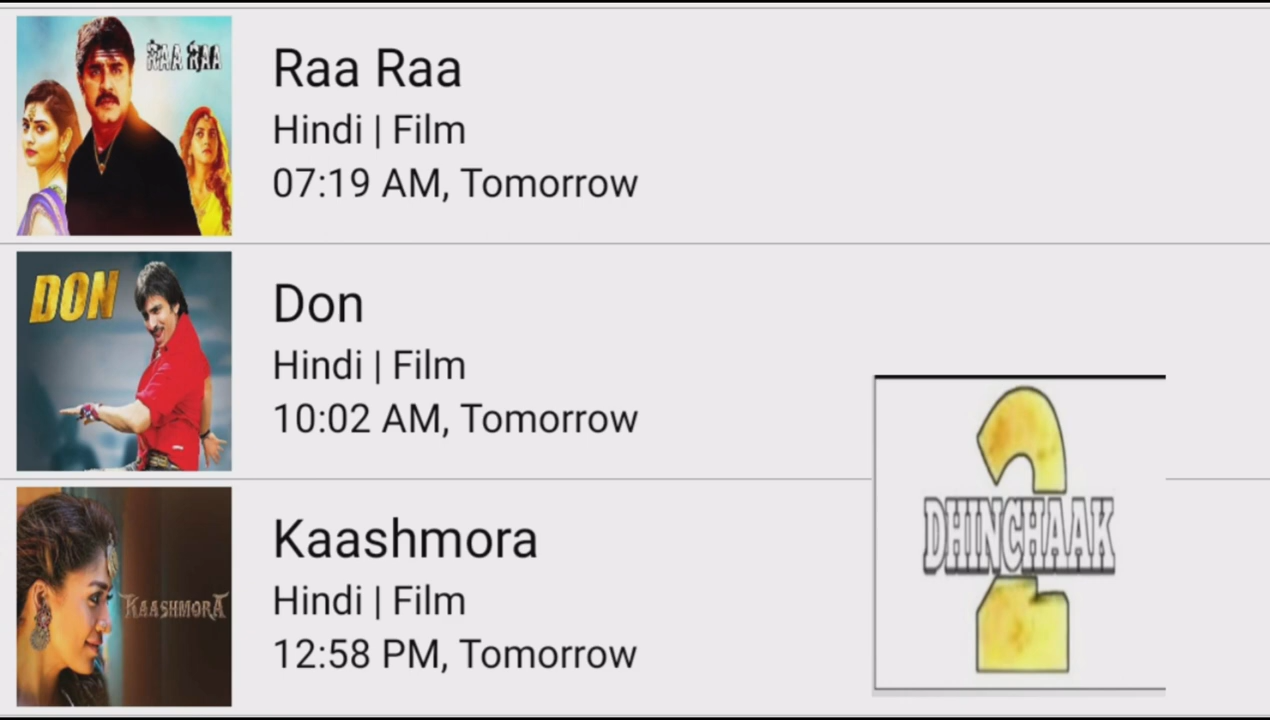 RAA RAA
Raa Raa
Hindi | Film
07:19 AM, Tomorrow
DON
Don
Hindi | Film
10:02 AM, Tomorrow
KAASHMORA
Kaashmora
Hindi | Film
12:58 PM, Tomorrow
2
DHINCHAAK